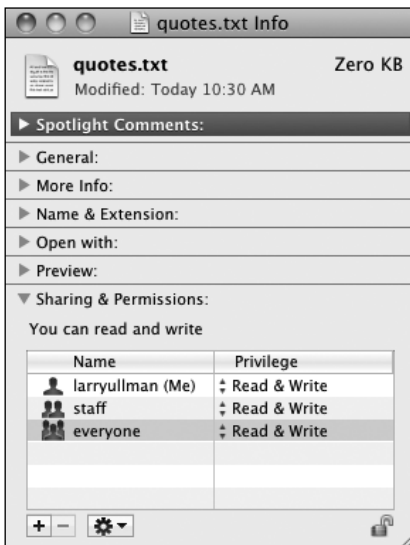 quotes.txt Info
quotes.txt Zero KB
Modified: Today 10:30 AM
Spotlight Comments:
General:
More Info:
Name & Extension:
Open with:
Preview:
Sharing & Permissions:
You can read and write
Name Privilege
larryullman (Me) Read & Write
staff Read & Write
everyone Read & Write